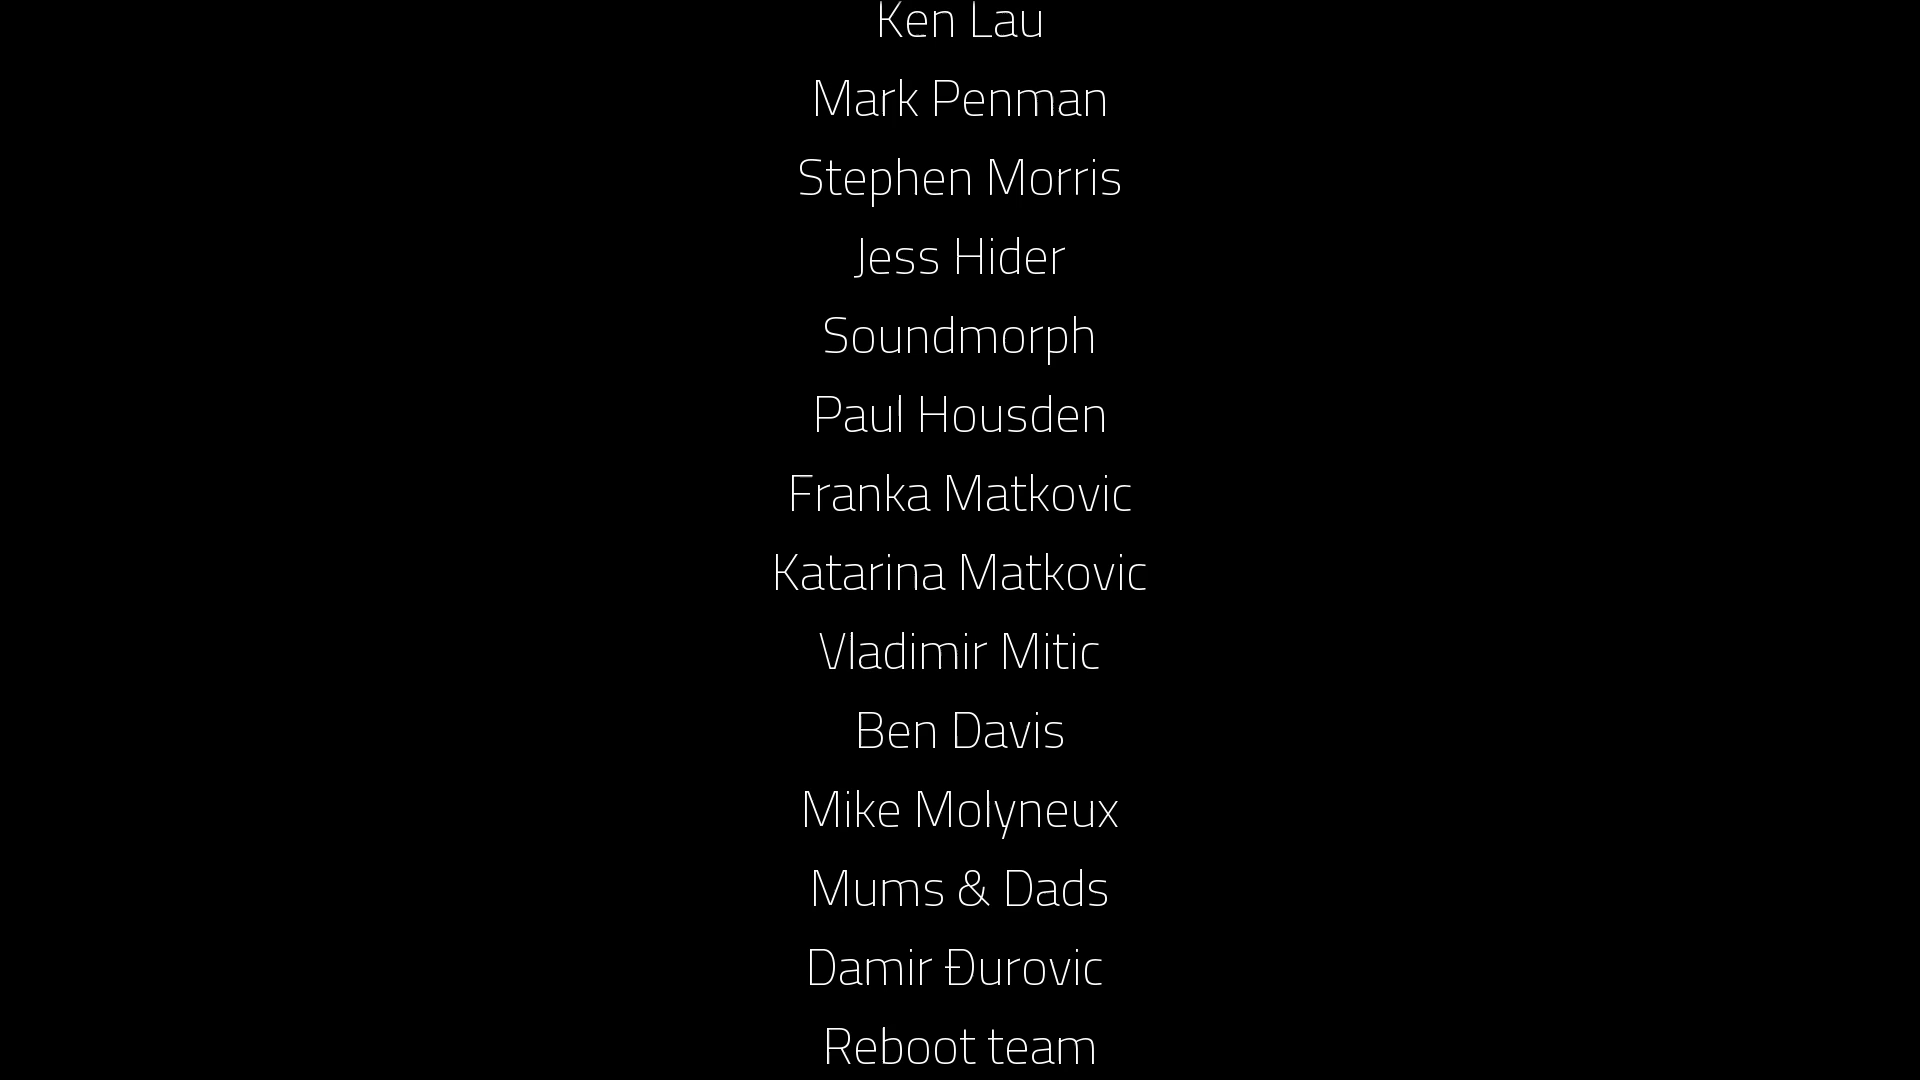 Ken Lau
Mark Penman
Stephen Morris
Jess Hider
Soundmorph
Paul Housden
Franka Matkovic
Katarina Matkovic
Vladimir Mitic
Ben Davis
Mike Molyneux
Mums & Dads
Damir Đurovic
Reboot team